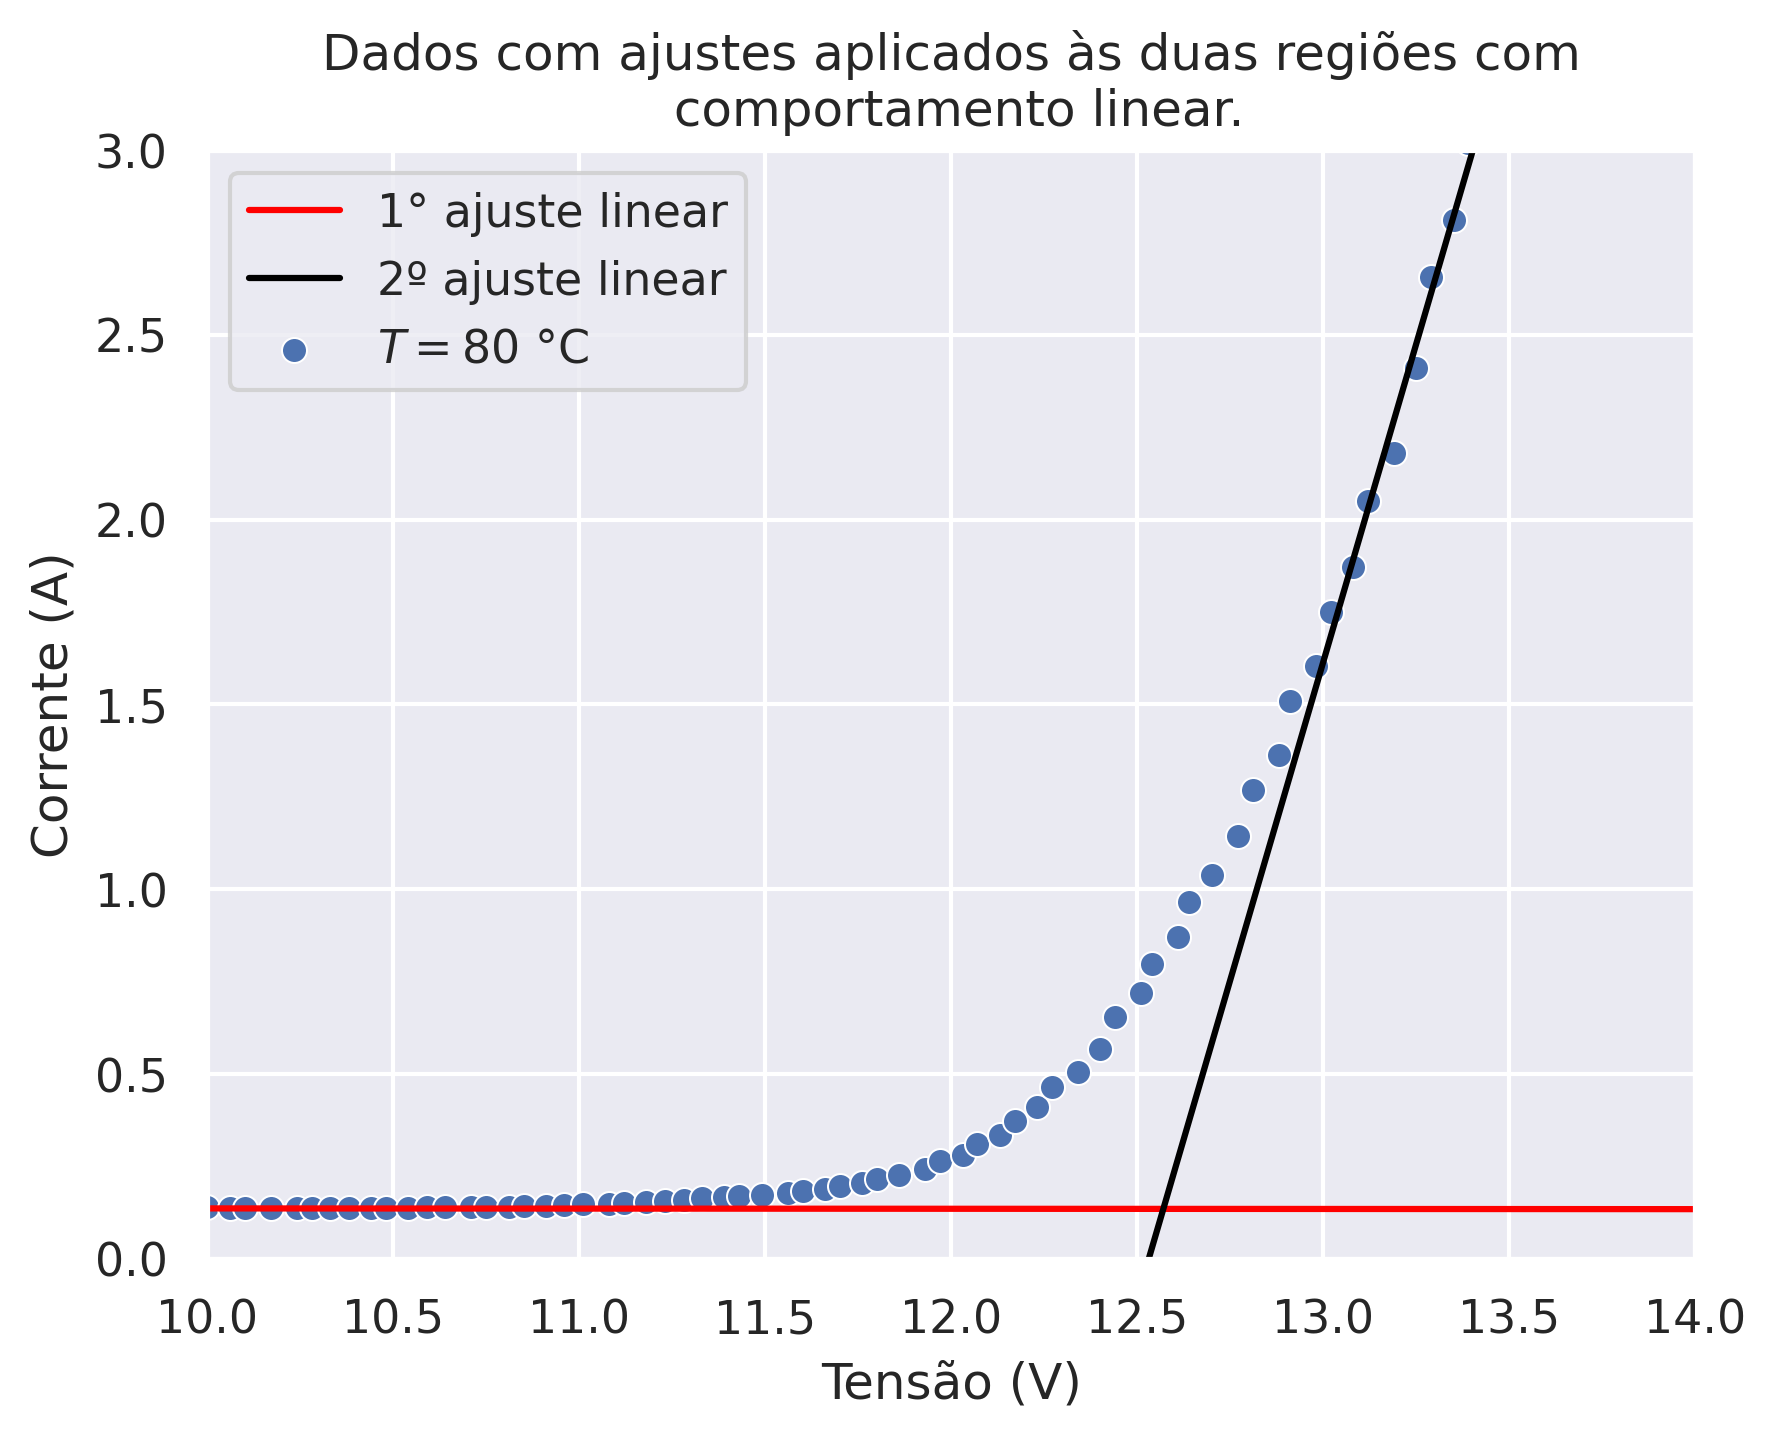 Dados com ajustes aplicados às duas regiões com
comportamento linear.
3.0
1° ajuste linear
2º ajuste linear
T = 80 °C
2.5
2.0
1.5
1.0
0.5
0.0
Corrente (A)
10.0 10.5 11.0 11.5 12.0 12.5 13.0 13.5 14.0
Tensão (V)